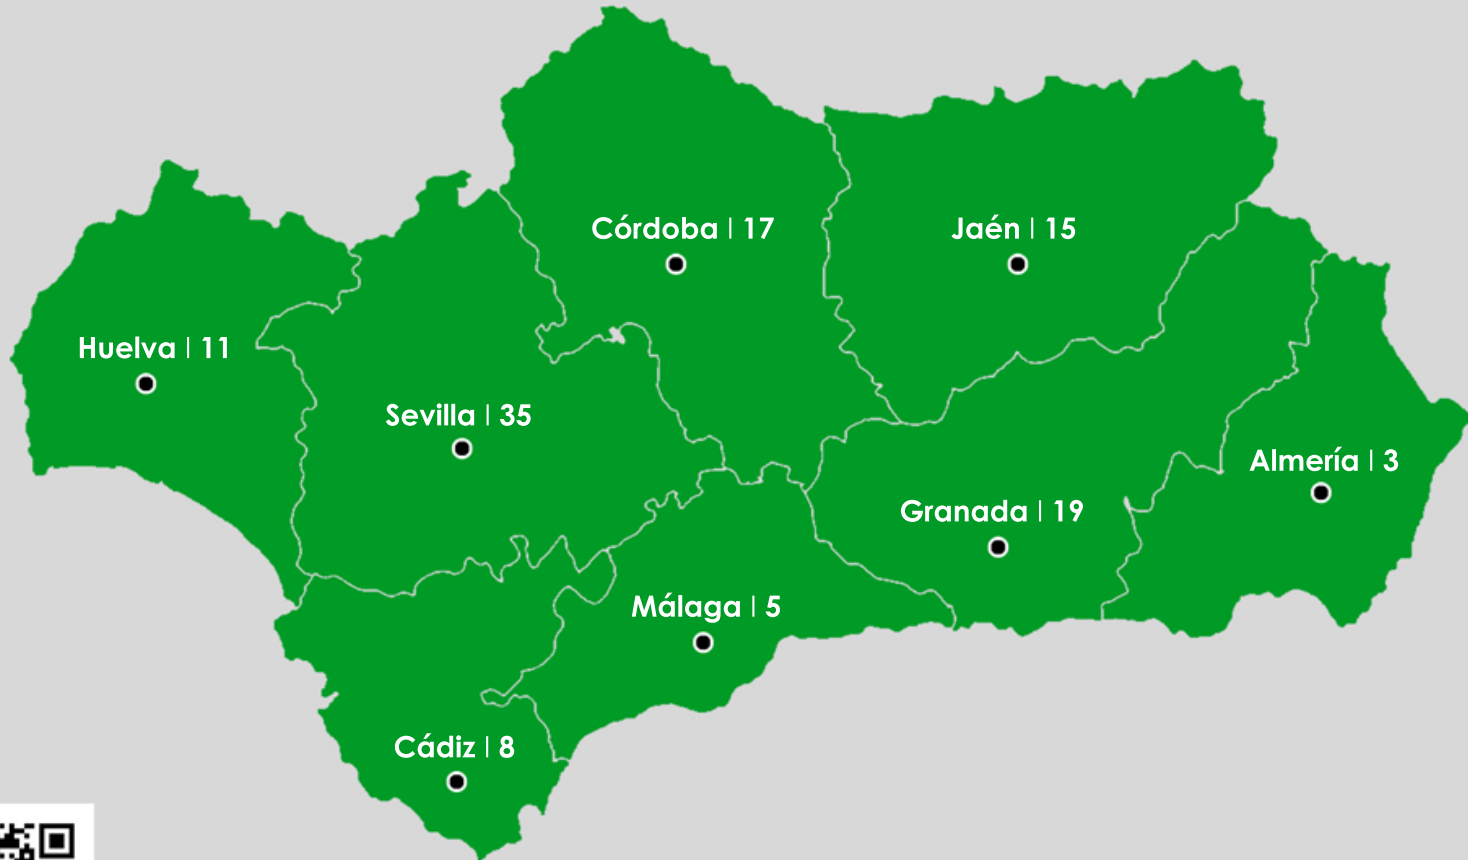 Córdoba | 17
Jaén | 15
Huelva | 11
Sevilla | 35
Almería | 3
Granada | 19
Málaga | 5
Cádiz | 8